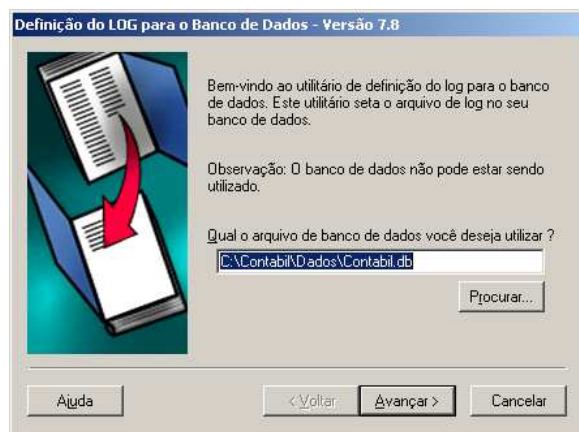 Definição do LOG para o Banco de Dados - Versão 7.8
Bem-vindo ao utilitário de definição do log para o banco
de dados. Este utilitário seta o arquivo de log no seu
banco de dados.
Observação: O banco de dados não pode estar sendo
utilizado.
Qual o arquivo de banco de dados você deseja utilizar ?
C:\Contabil\Dados\Contabil.db
Procurar...
Ajuda
< Voltar
Avançar >
Cancelar